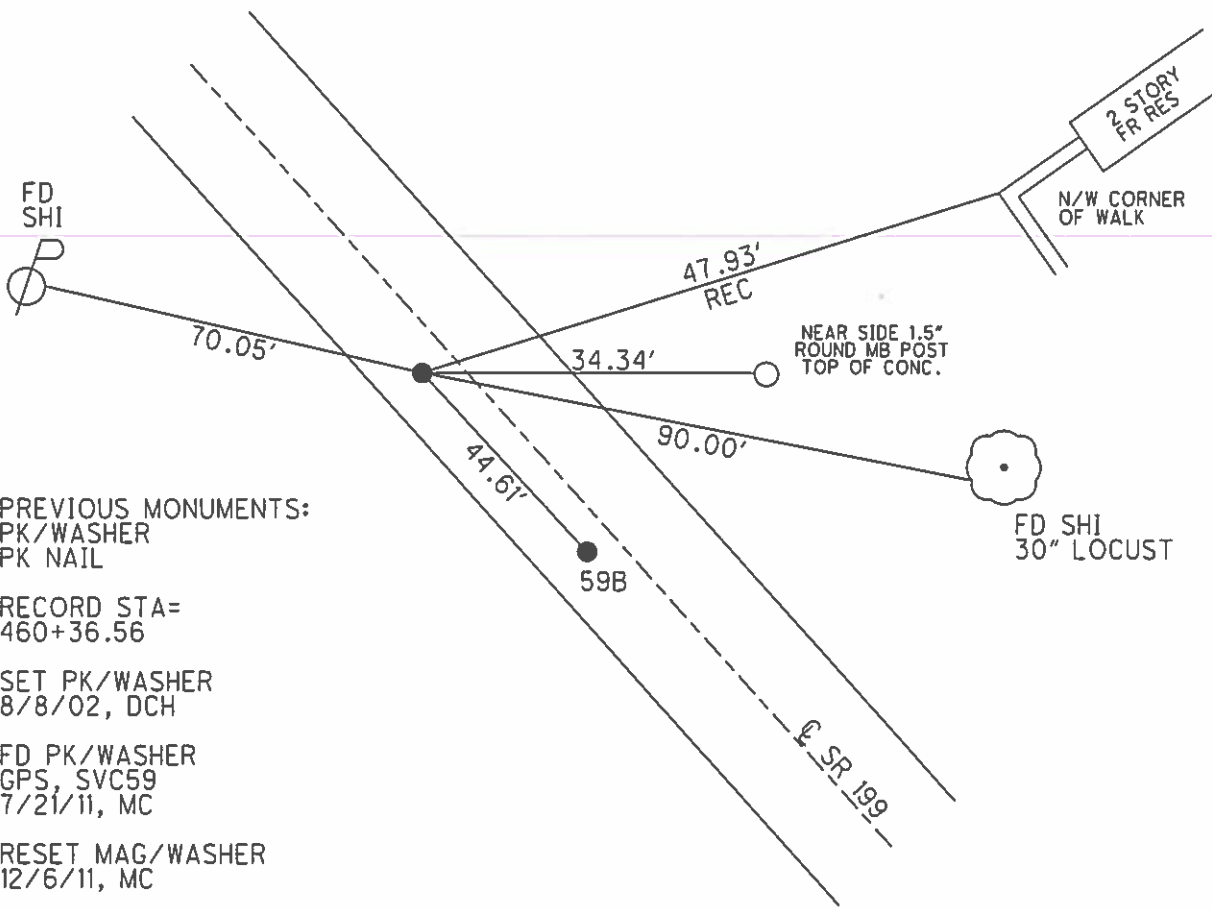 2 STORY
FR RES
N/W CORNER
OF WALK
FD
SHI
47.93'
REC
70.05'
34.34'
NEAR SIDE 1.5"
ROUND MB POST
TOP OF CONC.
90.00'
44.61'
59B
FD SHI
30" LOCUST
PREVIOUS MONUMENTS:
PK/WASHER
PK NAIL
RECORD STA=
460+36.56
SET PK/WASHER
8/8/02, DCH
FD PK/WASHER
GPS, SVC59
7/21/11, MC
RESET MAG/WASHER
12/6/11, MC
℄ SR 199